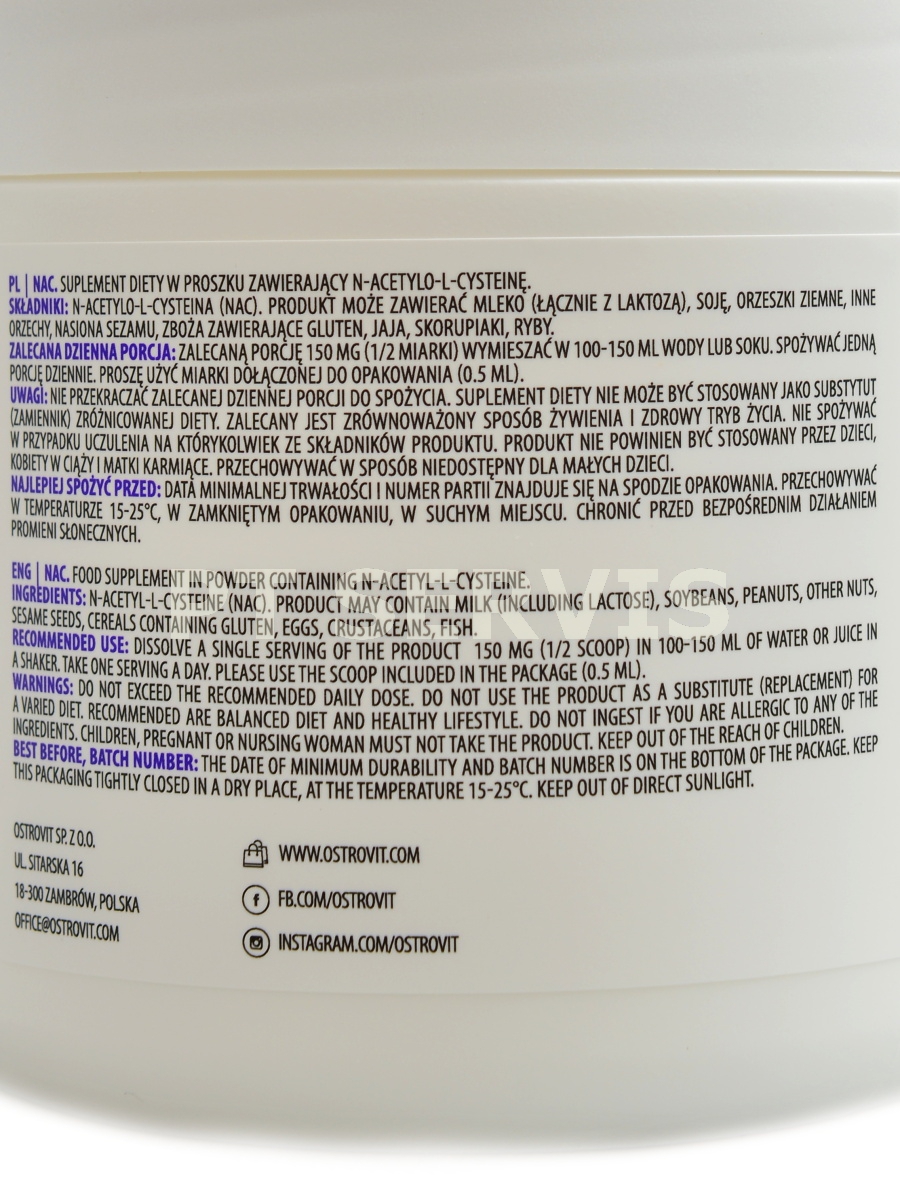 PL | NAC. SUPLEMENT DIETY W PROSZKU ZAWIERAJĄCY N-ACETYLO-L-CYSTEINĘ.
SKŁADNIKI: N-ACETYLO-L-CYSTEINA (NAC). PRODUKT MOŻE ZAWIERAĆ MLEKO (ŁĄCZNIE Z LAKTOZĄ), SOJĘ, ORZESZKI ZIEMNE, INNE
ORZECHY, NASIONA SEZAMU, ZBOŻA ZAWIERAJĄCE GLUTEN, JAJA, SKORUPIAKI, RYBY.
ZALECANA DZIENNA PORCJA: ZALECANĄ PORCJĘ 150 MG (1/2 MIARKI) WYMIESZAĆ W 100-150 ML WODY LUB SOKU. SPOŻYWAĆ JEDNĄ
PORCJĘ DZIENNIE. PROSZĘ UŻYĆ MIARKI DOŁĄCZONEJ DO OPAKOWANIA (0.5 ML).
UWAGI: NIE PRZEKRACZAĆ ZALECANEJ DZIENNEJ PORCJI DO SPOŻYCIA. SUPLEMENT DIETY NIE MOŻE BYĆ STOSOWANY JAKO SUBSTYTUT
(ZAMIENNIK) ZRÓŻNICOWANEJ DIETY. ZALECANY JEST ZRÓWNOWAŻONY SPOSÓB ŻYWIENIA I ZDROWY TRYB ŻYCIA. NIE SPOŻYWAĆ
W PRZYPADKU UCZULENIA NA KTÓRYKOLWIEK ZE SKŁADNIKÓW PRODUKTU. PRODUKT NIE POWINIEN BYĆ STOSOWANY PRZEZ DZIECI,
KOBIETY W CIĄŻY I MATKI KARMIĄCE. PRZECHOWYWAĆ W SPOSÓB NIEDOSTĘPNY DLA MAŁYCH DZIECI.
NAJLEPIEJ SPOŻYĆ PRZED: DATA MINIMALNEJ TRWAŁOŚCI I NUMER PARTII ZNAJDUJE SIĘ NA SPODZIE OPAKOWANIA. PRZECHOWYWAĆ
W TEMPERATURZE 15-25°C, W ZAMKNIĘTYM OPAKOWANIU, W SUCHYM MIEJSCU. CHRONIĆ PRZED BEZPOŚREDNIM DZIAŁANIEM
PROMIENI SŁONECZNYCH.
ENG | NAC. FOOD SUPPLEMENT IN POWDER CONTAINING N-ACETYL-L-CYSTEINE.
INGREDIENTS: N-ACETYL-L-CYSTEINE (NAC). PRODUCT MAY CONTAIN MILK (INCLUDING LACTOSE), SOYBEANS, PEANUTS, OTHER NUTS,
SESAME SEEDS, CEREALS CONTAINING GLUTEN, EGGS, CRUSTACEANS, FISH.
SERVIS
RECOMMENDED USE: DISSOLVE A SINGLE SERVING OF THE PRODUCT 150 MG (1/2 SCOOP) IN 100-150 ML OF WATER OR JUICE IN
A SHAKER. TAKE ONE SERVING A DAY. PLEASE USE THE SCOOP INCLUDED IN THE PACKAGE (0.5 ML).
WARNINGS: DO NOT EXCEED THE RECOMMENDED DAILY DOSE. DO NOT USE THE PRODUCT AS A SUBSTITUTE (REPLACEMENT) FOR
A VARIED DIET. RECOMMENDED ARE BALANCED DIET AND HEALTHY LIFESTYLE. DO NOT INGEST IF YOU ARE ALLERGIC TO ANY OF THE
INGREDIENTS. CHILDREN, PREGNANT OR NURSING WOMAN MUST NOT TAKE THE PRODUCT. KEEP OUT OF THE REACH OF CHILDREN.
BEST BEFORE, BATCH NUMBER: THE DATE OF MINIMUM DURABILITY AND BATCH NUMBER IS ON THE BOTTOM OF THE PACKAGE. KEEP
THIS PACKAGING TIGHTLY CLOSED IN A DRY PLACE, AT THE TEMPERATURE 15-25°C. KEEP OUT OF DIRECT SUNLIGHT.
OSTROVIT SP. Z O.O.
UL. SITARSKA 16
18-300 ZAMBRÓW, POLSKA
OFFICE@OSTROVIT.COM
WWW.OSTROVIT.COM
FB.COM/OSTROVIT
INSTAGRAM.COM/OSTROVIT